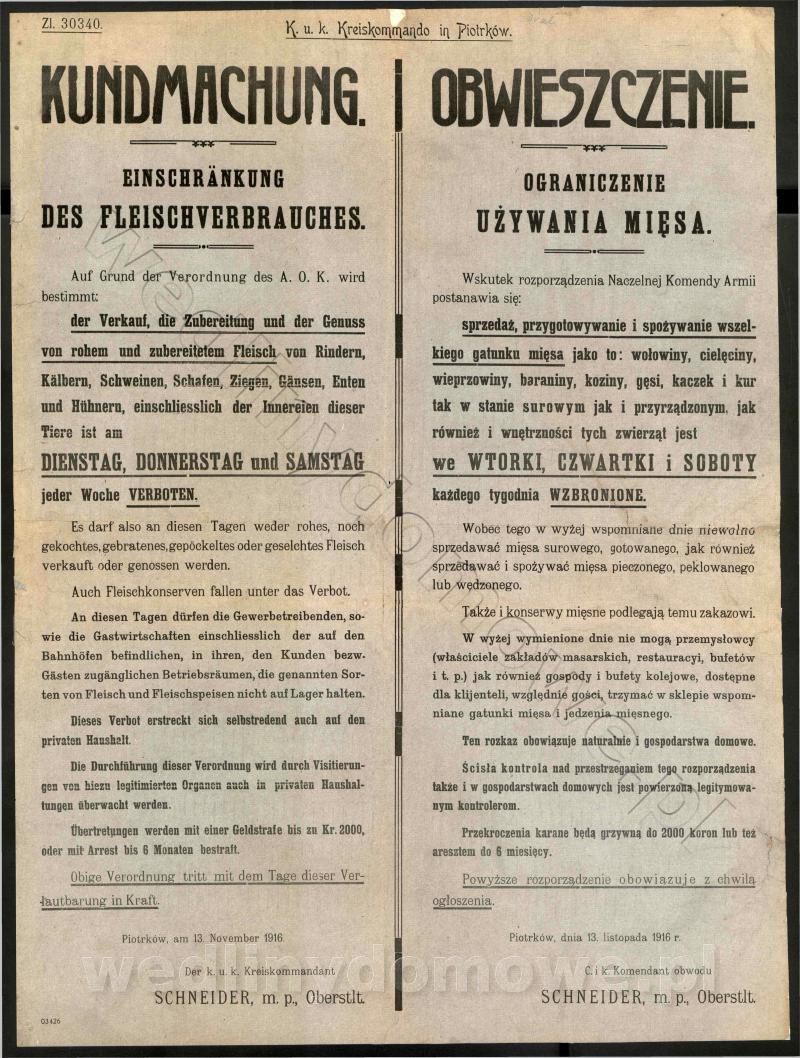 Zl. 30340.
K. u. k. Kreiskommando in Piotrków.
KUNDMACHUNG.
EINSCHRÄNKUNG
DES FLEISCHVERBRAUCHES.
Auf Grund der Verordnung des A. O. K. wird
bestimmt:
der Verkauf, die Zubereitung und der Genuss
von rohem und zubereitetem Fleisch von Rindern,
Kälbern, Schweinen, Schafen, Ziegen, Gänsen, Enten
und Hühnern, einschliesslich der Innereien dieser
Tiere ist am
DIENSTAG, DONNERSTAG und SAMSTAG
jeder Woche VERBOTEN.
Es darf also an diesen Tagen weder rohes, noch
gekochtes, gebratenes, gepöckeltes oder geselchtes Fleisch
verkauft oder genossen werden.
Auch Fleischkonserven fallen unter das Verbot.
An diesen Tagen dürfen die Gewerbetreibenden, so-
wie die Gastwirtschaften einschliesslich der auf den
Bahnhöfen befindlichen, in ihren, den Kunden bezw.
Gästen zugänglichen Betriebsräumen, die genannten Sor-
ten von Fleisch und Fleischspeisen nicht auf Lager halten.
Dieses Verbot erstreckt sich selbstredend auch auf den
privaten Haushalt.
Die Durchführung dieser Verordnung wird durch Visitierun-
gen von hiezu legitimierten Organen auch in privaten Haushal-
tungen überwacht werden.
Übertretungen werden mit einer Geldstrafe bis zu Kr. 2000,
oder mit Arrest bis 6 Monaten bestraft.
Obige Verordnung tritt mit dem Tage dieser Ver-
lautbarung in Kraft.
Piotrków, am 13. November 1916.
Der k. u. k. Kreiskommandant
SCHNEIDER, m. p., Oberstlt.
03426
OBWIESZCZENIE.
OGRANICZENIE
UŻYWANIA MIĘSA.
Wskutek rozporządzenia Naczelnej Komendy Armii
postanawia się:
sprzedaż, przygotowywanie i spożywanie wszel-
kiego gatunku mięsa jako to: wołowiny, cielęciny,
wieprzowiny, baraniny, koziny, gęsi, kaczek i kur
tak w stanie surowym jak i przyrządzonym, jak
również i wnętrzności tych zwierząt jest
we WTORKI, CZWARTKI i SOBOTY
każdego tygodnia WZBRONIONE.
Wobec tego w wyżej wspomniane dnie niewolno
sprzedawać mięsa surowego, gotowanego, jak również
sprzedawać i spożywać mięsa pieczonego, peklowanego
lub wędzonego.
Także i konserwy mięsne podlegają temu zakazowi.
W wyżej wymienione dnie nie mogą przemysłowcy
(właściciele zakładów masarskich, restauracyi, bufetów
i t. p.) jak również gospody i bufety kolejowe, dostępne
dla klijenteli, względnie gości, trzymać w sklepie wspom-
niane gatunki mięsa i jedzenia mięsnego.
Ten rozkaz obowiązuje naturalnie i gospodarstwa domowe.
Ścisła kontrola nad przestrzeganiem tego rozporządzenia
także i w gospodarstwach domowych jest powierzoną legitymowa-
nym kontrolerom.
Przekroczenia karane będą grzywną do 2000 koron lub też
aresztem do 6 miesięcy.
Powyższe rozporządzenie obowiązuje z chwilą
ogłoszenia.
Piotrków, dnia 13. listopada 1916 r.
C. i k. Komendant obwodu
SCHNEIDER, m. p., Oberstlt.
wedlinydomowe.pl
wedlinydomowe.pl